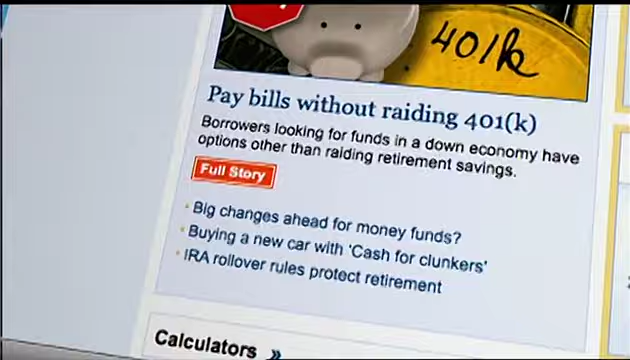 401k
Pay bills without raiding 401(k)
Borrowers looking for funds in a down economy have
options other than raiding retirement savings.
Full Story
Big changes ahead for money funds?
Buying a new car with 'Cash for clunkers'
IRA rollover rules protect retirement
Calculators »